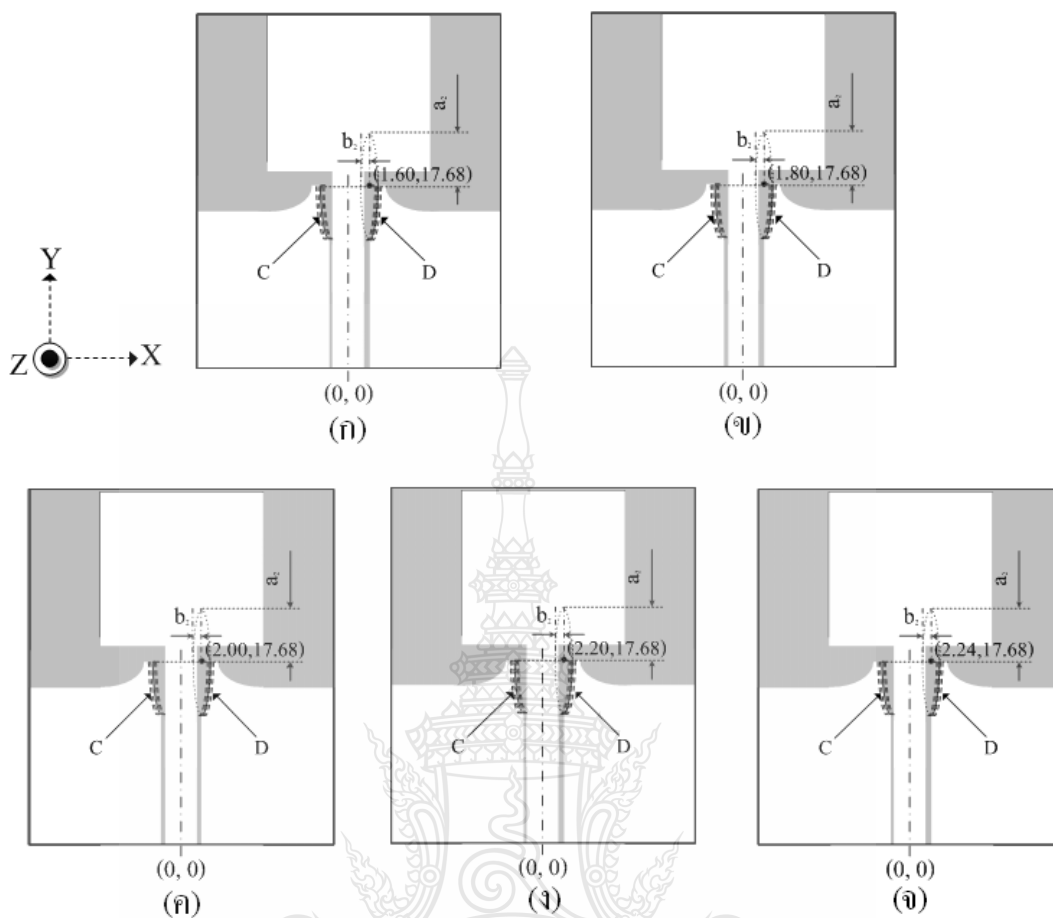 a₂
b₂
(1.60,17.68)
C
D
(0, 0)
(ก)
a₂
b₂
(1.80,17.68)
C
D
(0, 0)
(ข)
Y
Z
X
a₂
b₂
(2.00,17.68)
C
D
(0, 0)
(ค)
a₂
b₂
(2.20,17.68)
C
D
(0, 0)
(ง)
a₂
b₂
(2.24,17.68)
C
D
(0, 0)
(จ)